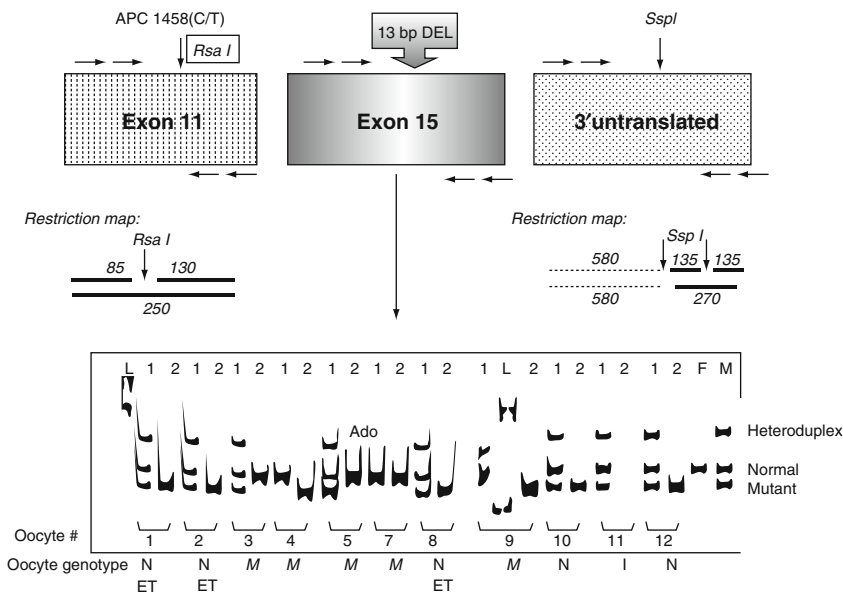 APC 1458(C/T)
Rsa I
13 bp DEL
SspI
Exon 11
Exon 15
3′untranslated
Restriction map:
Rsa I
85 130
250
Restriction map:
Ssp I
580 135 135
580 270
L 1 2 1 2 1 2 1 2 1 2 1 2 1 2 1 L 2 1 2 1 2 1 2 F M
Ado
Heteroduplex
Normal
Mutant
Oocyte # 1 2 3 4 5 7 8 9 10 11 12
Oocyte genotype N N M M M M N M N I N
ET ET ET